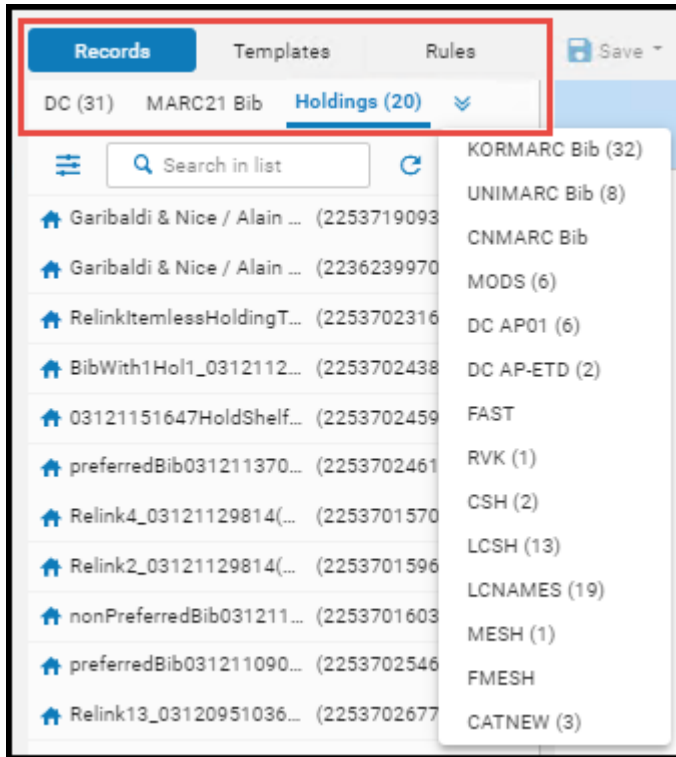 Records Templates Rules Save
DC (31) MARC21 Bib Holdings (20)
Search in list
Garibaldi & Nice / Alain ... (2253719093
Garibaldi & Nice / Alain ... (2236239970
RelinkItemlessHoldingT... (2253702316
BibWith1Hol1_0312112... (2253702438
03121151647HoldShelf... (2253702459
preferredBib031211370... (2253702461
Relink4_03121129814(... (2253701570
Relink2_03121129814(... (2253701596
nonPreferredBib031211... (2253701603
preferredBib031211090... (2253702546
Relink13_03120951036... (2253702677
KORMARC Bib (32)
UNIMARC Bib (8)
CNMARC Bib
MODS (6)
DC AP01 (6)
DC AP-ETD (2)
FAST
RVK (1)
CSH (2)
LCSH (13)
LCNAMES (19)
MESH (1)
FMESH
CATNEW (3)